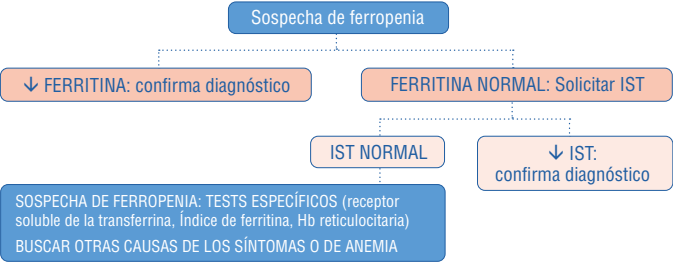 Sospecha de ferropenia
↓ FERRITINA: confirma diagnóstico
FERRITINA NORMAL: Solicitar IST
IST NORMAL
↓ IST:
confirma diagnóstico
SOSPECHA DE FERROPENIA: TESTS ESPECÍFICOS (receptor
soluble de la transferrina, Índice de ferritina, Hb reticulocitaria)
BUSCAR OTRAS CAUSAS DE LOS SÍNTOMAS O DE ANEMIA